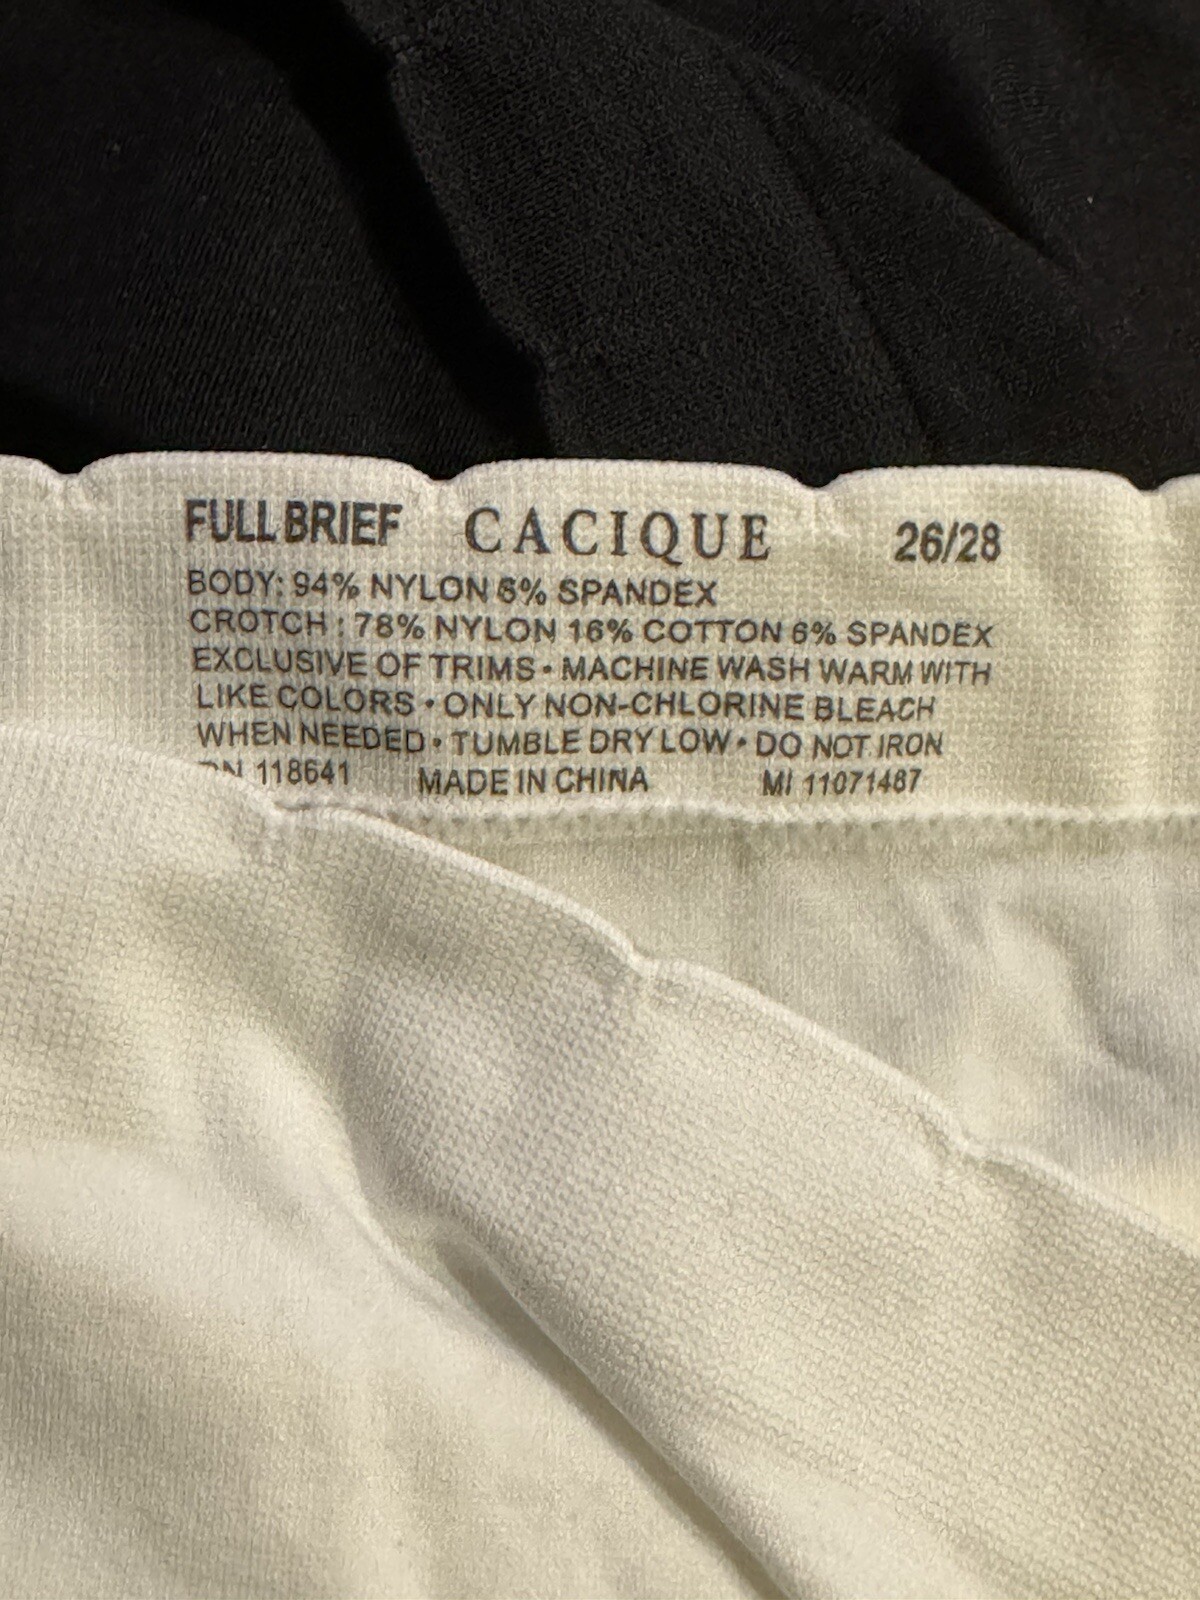 FULL BRIEF CACIQUE 26/28
BODY: 94% NYLON 6% SPANDEX
CROTCH : 78% NYLON 16% COTTON 6% SPANDEX
EXCLUSIVE OF TRIMS • MACHINE WASH WARM WITH
LIKE COLORS • ONLY NON-CHLORINE BLEACH
WHEN NEEDED • TUMBLE DRY LOW • DO NOT IRON
RN 118641 MADE IN CHINA MI 11071487